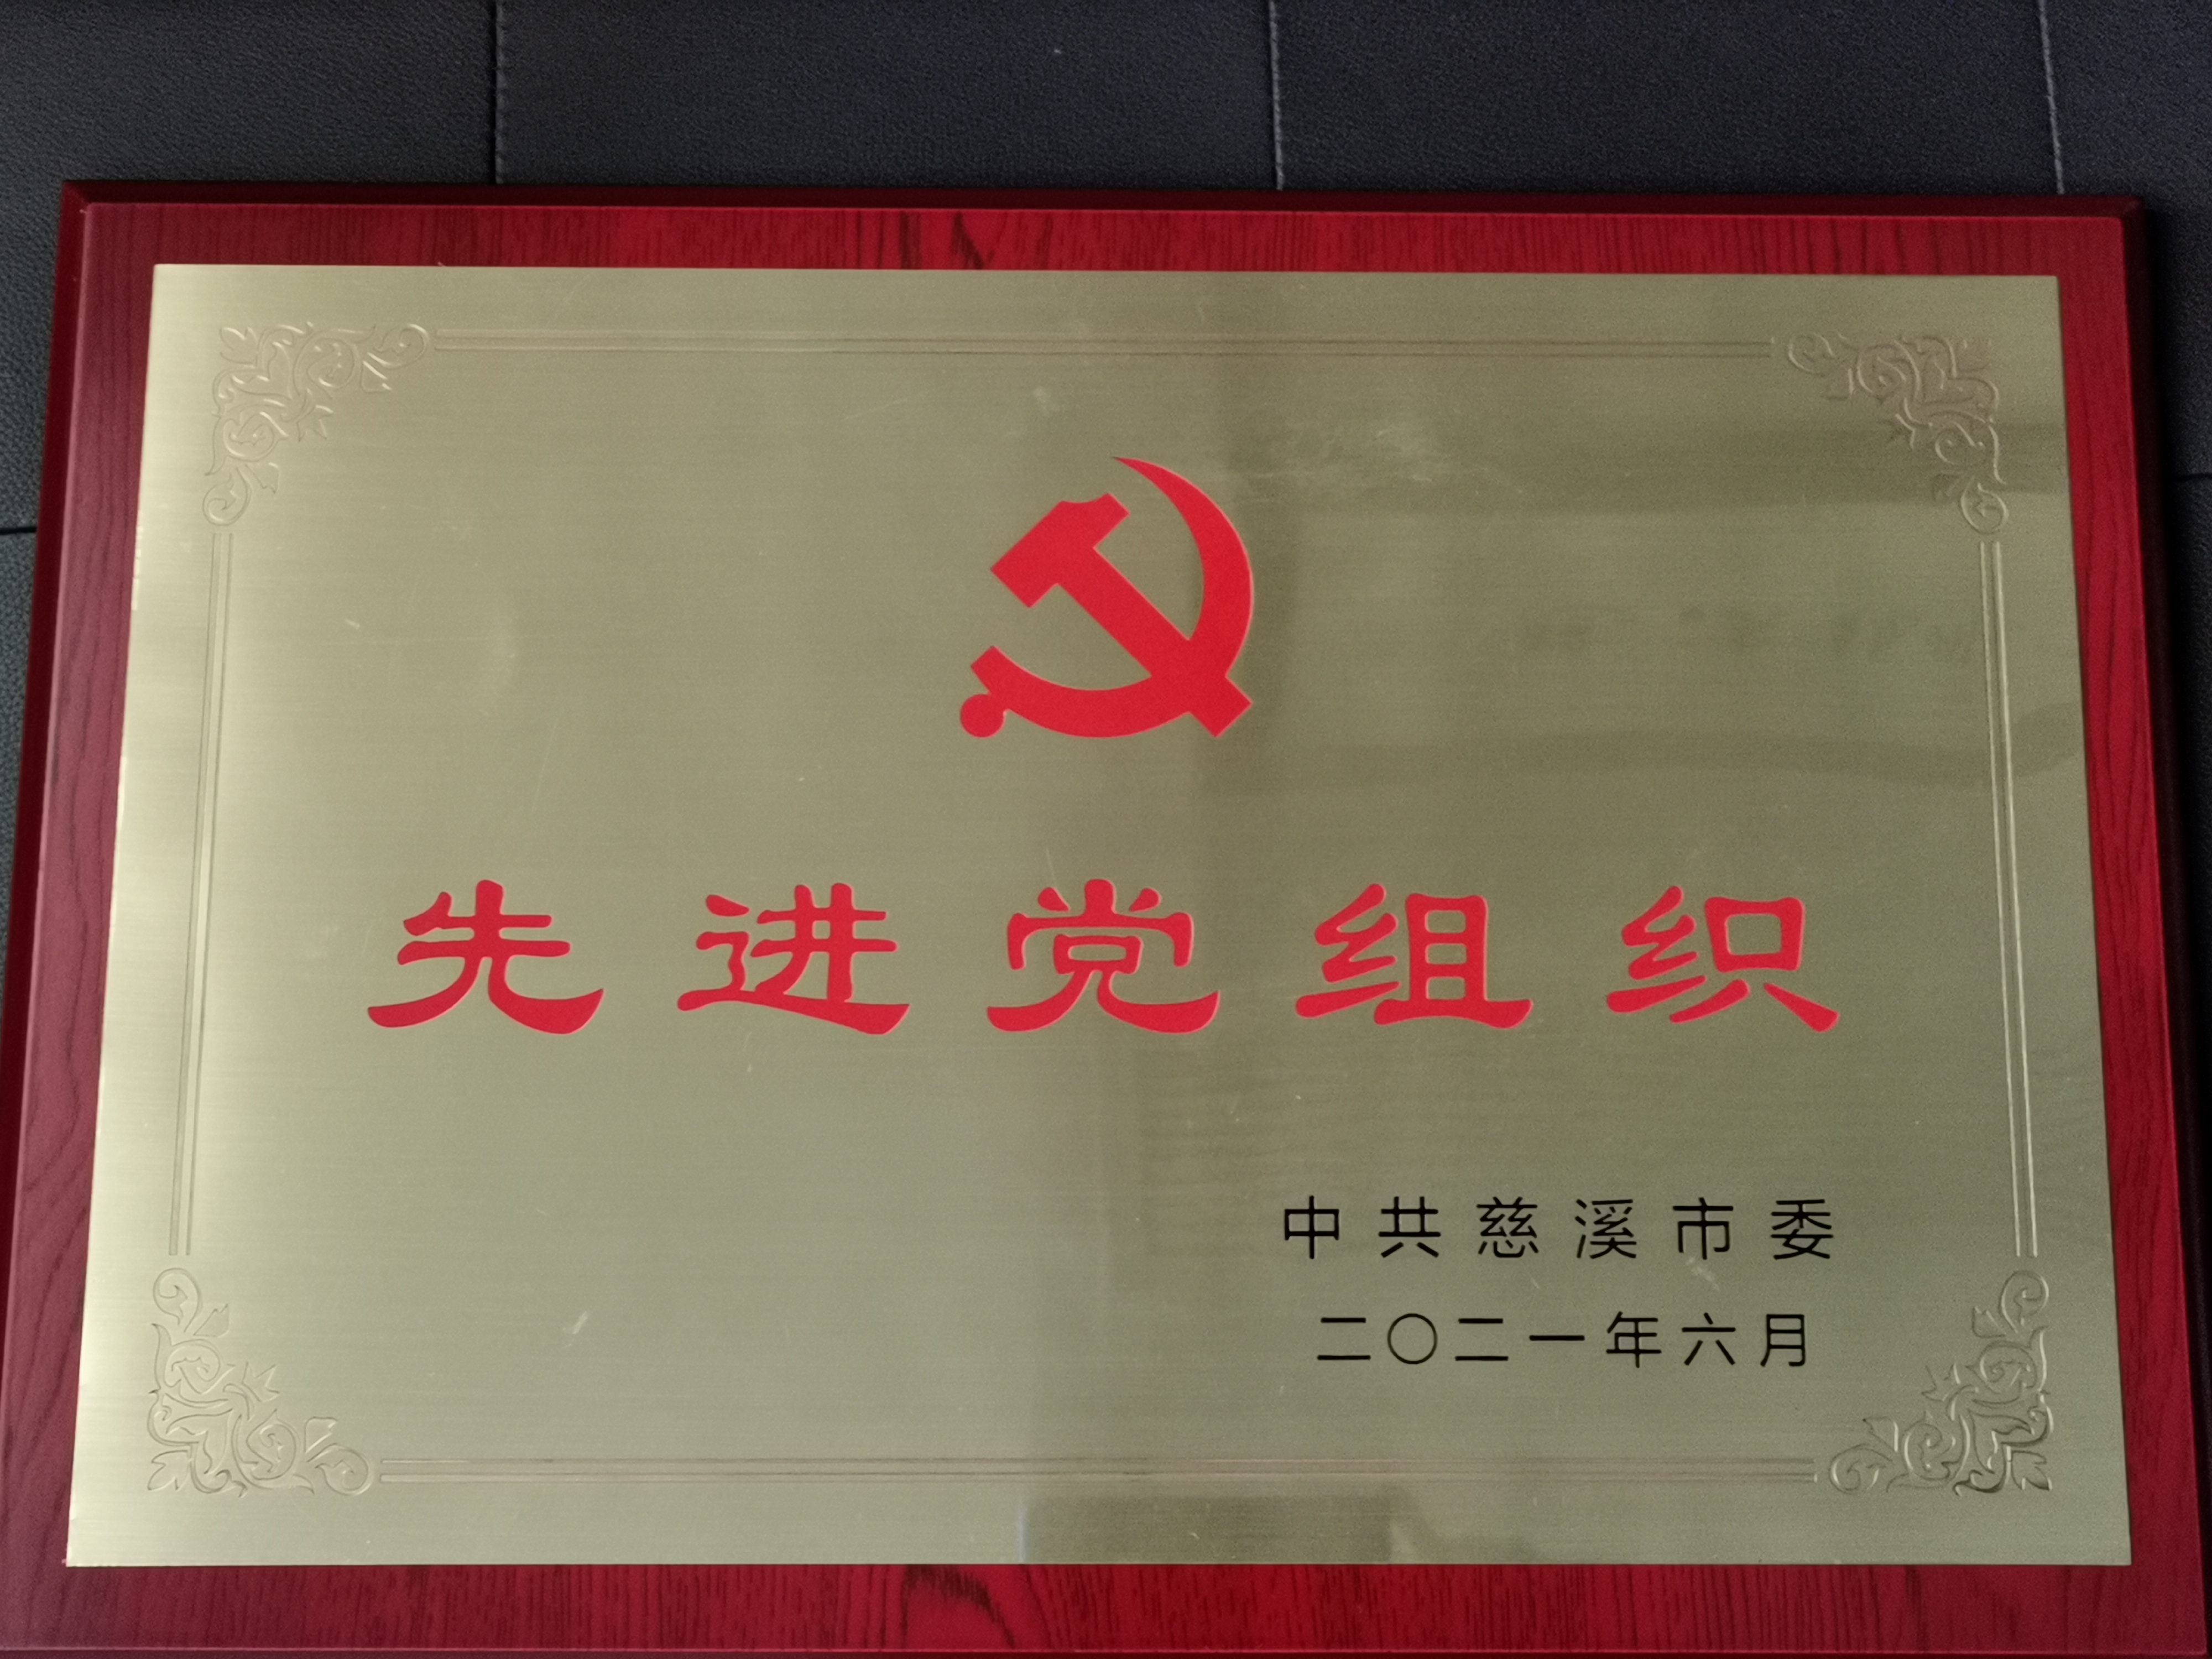 先进党组织
中共慈溪市委
二〇二一年六月